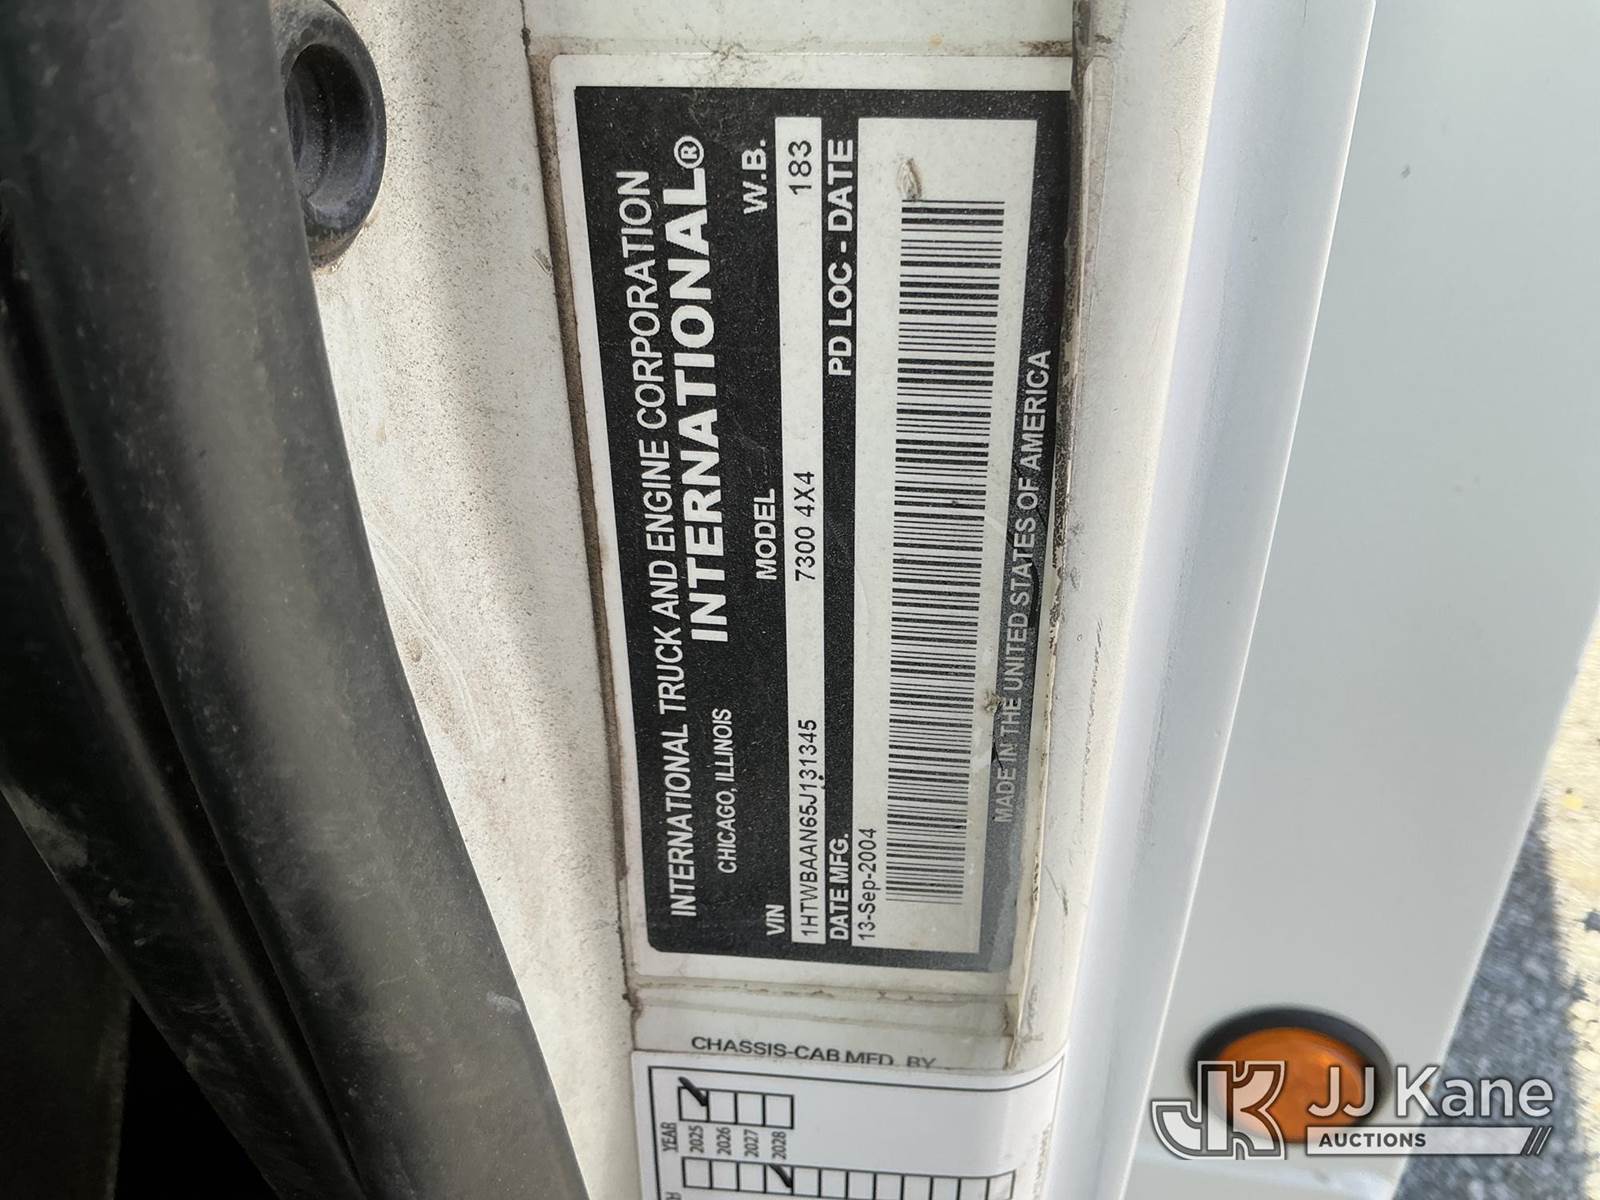 INTERNATIONAL TRUCK AND ENGINE CORPORATION
CHICAGO, ILLINOIS INTERNATIONAL®
VIN MODEL W.B.
1HTWBAAN65J131345 7300 4X4 183
DATE MFG. PD LOC - DATE
13-Sep-2004
MADE IN THE UNITED STATES OF AMERICA
CHASSIS-CAB MFD. BY
YEAR
2025
2026
2027
2028
JJ Kane
AUCTIONS